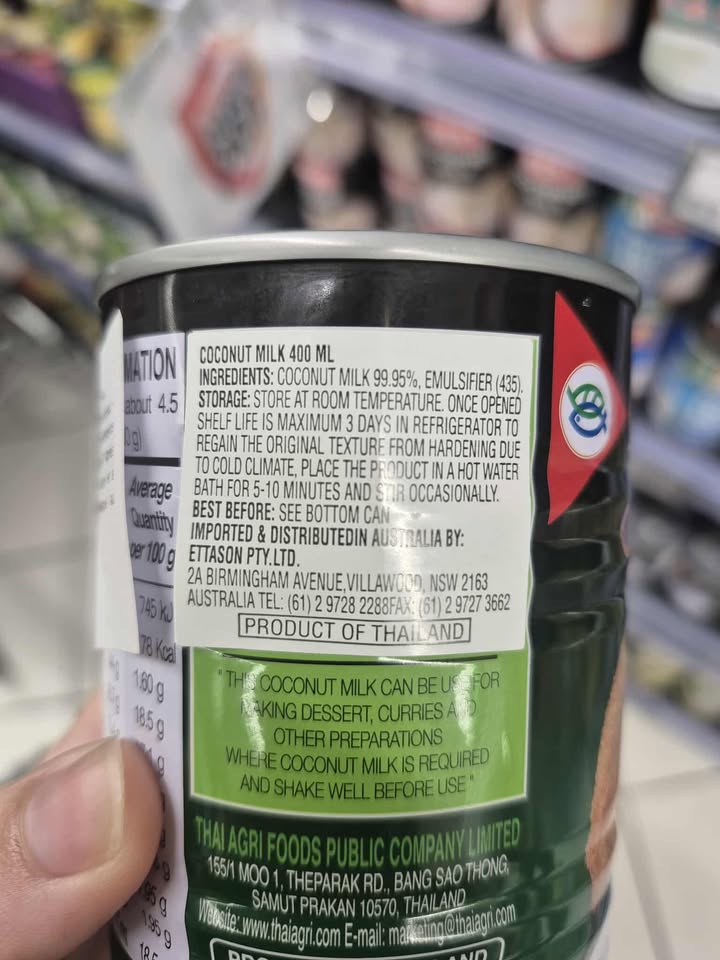 MATION
about 4.5
0 g)
Average
Quantity
per 100 g
745 kJ
78 Kcal
1.60 g
18.5 g
COCONUT MILK 400 ML
INGREDIENTS: COCONUT MILK 99.95%, EMULSIFIER (435).
STORAGE: STORE AT ROOM TEMPERATURE. ONCE OPENED
SHELF LIFE IS MAXIMUM 3 DAYS IN REFRIGERATOR TO
REGAIN THE ORIGINAL TEXTURE FROM HARDENING DUE
TO COLD CLIMATE, PLACE THE PRODUCT IN A HOT WATER
BATH FOR 5-10 MINUTES AND STIR OCCASIONALLY.
BEST BEFORE: SEE BOTTOM CAN
IMPORTED & DISTRIBUTEDIN AUSTRALIA BY:
ETTASON PTY.LTD.
2A BIRMINGHAM AVENUE,VILLAWOOD, NSW 2163
AUSTRALIA TEL: (61) 2 9728 2288FAX: (61) 2 9727 3662
PRODUCT OF THAILAND
"THIS COCONUT MILK CAN BE USE FOR
MAKING DESSERT, CURRIES AND
OTHER PREPARATIONS
WHERE COCONUT MILK IS REQUIRED
AND SHAKE WELL BEFORE USE"
THAI AGRI FOODS PUBLIC COMPANY LIMITED
155/1 MOO 1, THEPARAK RD., BANG SAO THONG,
SAMUT PRAKAN 10570, THAILAND
Website: www.thaiagri.com E-mail: marketing@thaiagri.com